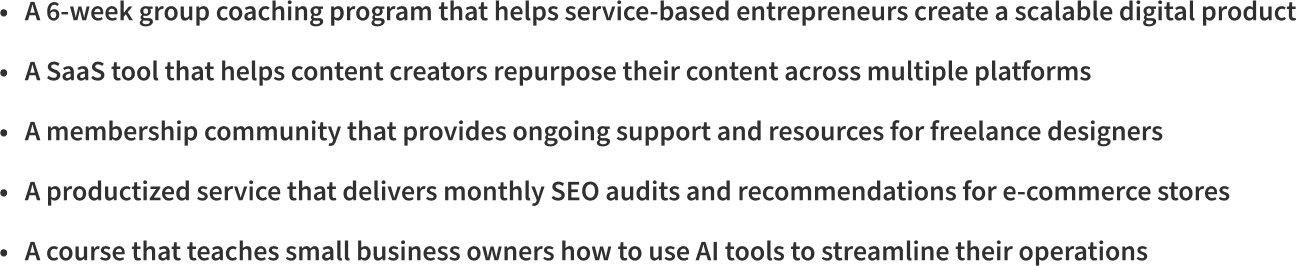 • A 6-week group coaching program that helps service-based entrepreneurs create a scalable digital product
• A SaaS tool that helps content creators repurpose their content across multiple platforms
• A membership community that provides ongoing support and resources for freelance designers
• A productized service that delivers monthly SEO audits and recommendations for e-commerce stores
• A course that teaches small business owners how to use AI tools to streamline their operations